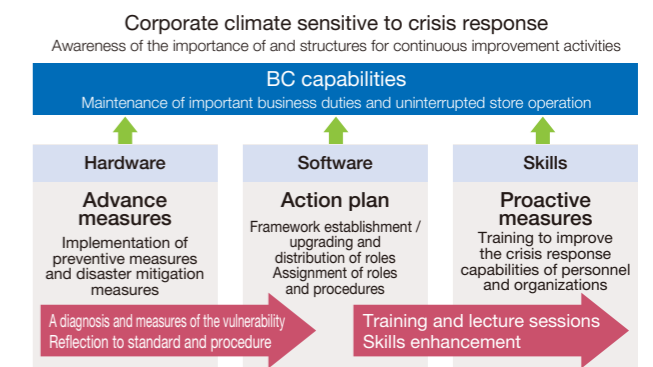 Corporate climate sensitive to crisis response
Awareness of the importance of and structures for continuous improvement activities
BC capabilities
Maintenance of important business duties and uninterrupted store operation
Hardware
Advance
measures
Implementation of
preventive measures
and disaster mitigation
measures
Software
Action plan
Framework establishment /
upgrading and
distribution of roles
Assignment of roles
and procedures
Skills
Proactive
measures
Training to improve
the crisis response
capabilities of personnel
and organizations
A diagnosis and measures of the vulnerability
Reflection to standard and procedure
Training and lecture sessions
Skills enhancement